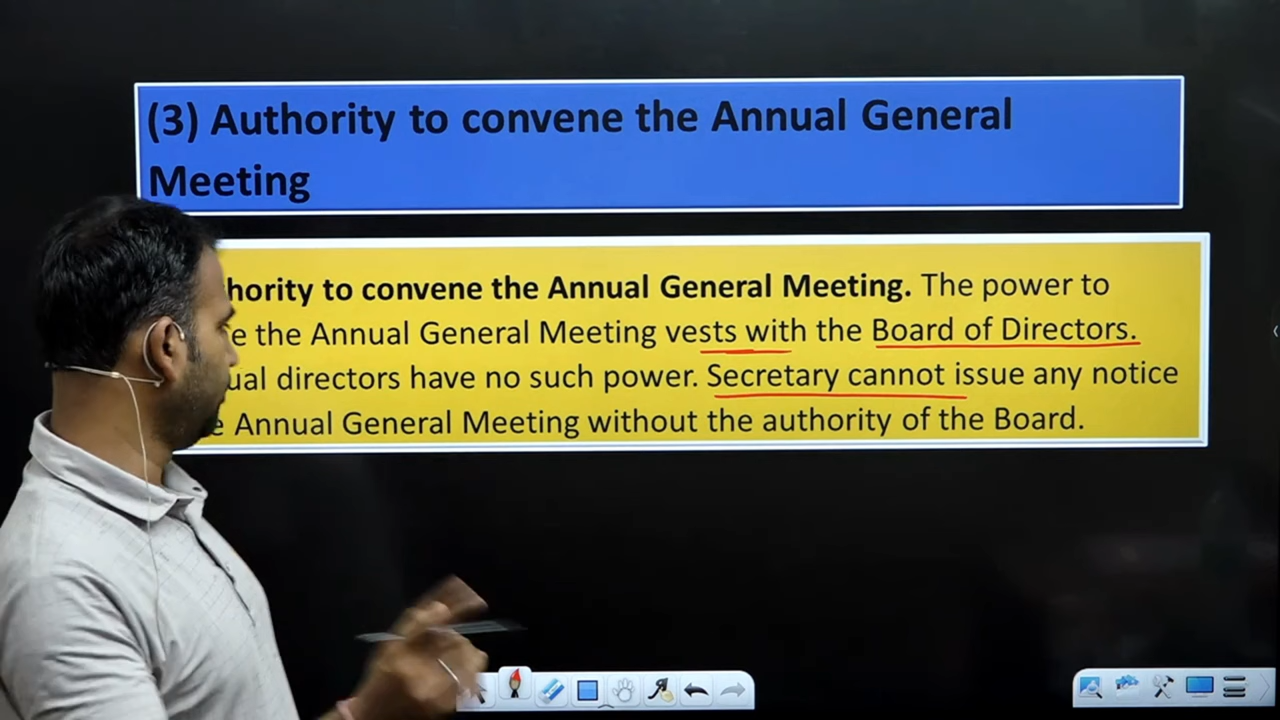 (3) Authority to convene the Annual General
Meeting
hority to convene the Annual General Meeting. The power to
e the Annual General Meeting vests with the Board of Directors.
ual directors have no such power. Secretary cannot issue any notice
e Annual General Meeting without the authority of the Board.